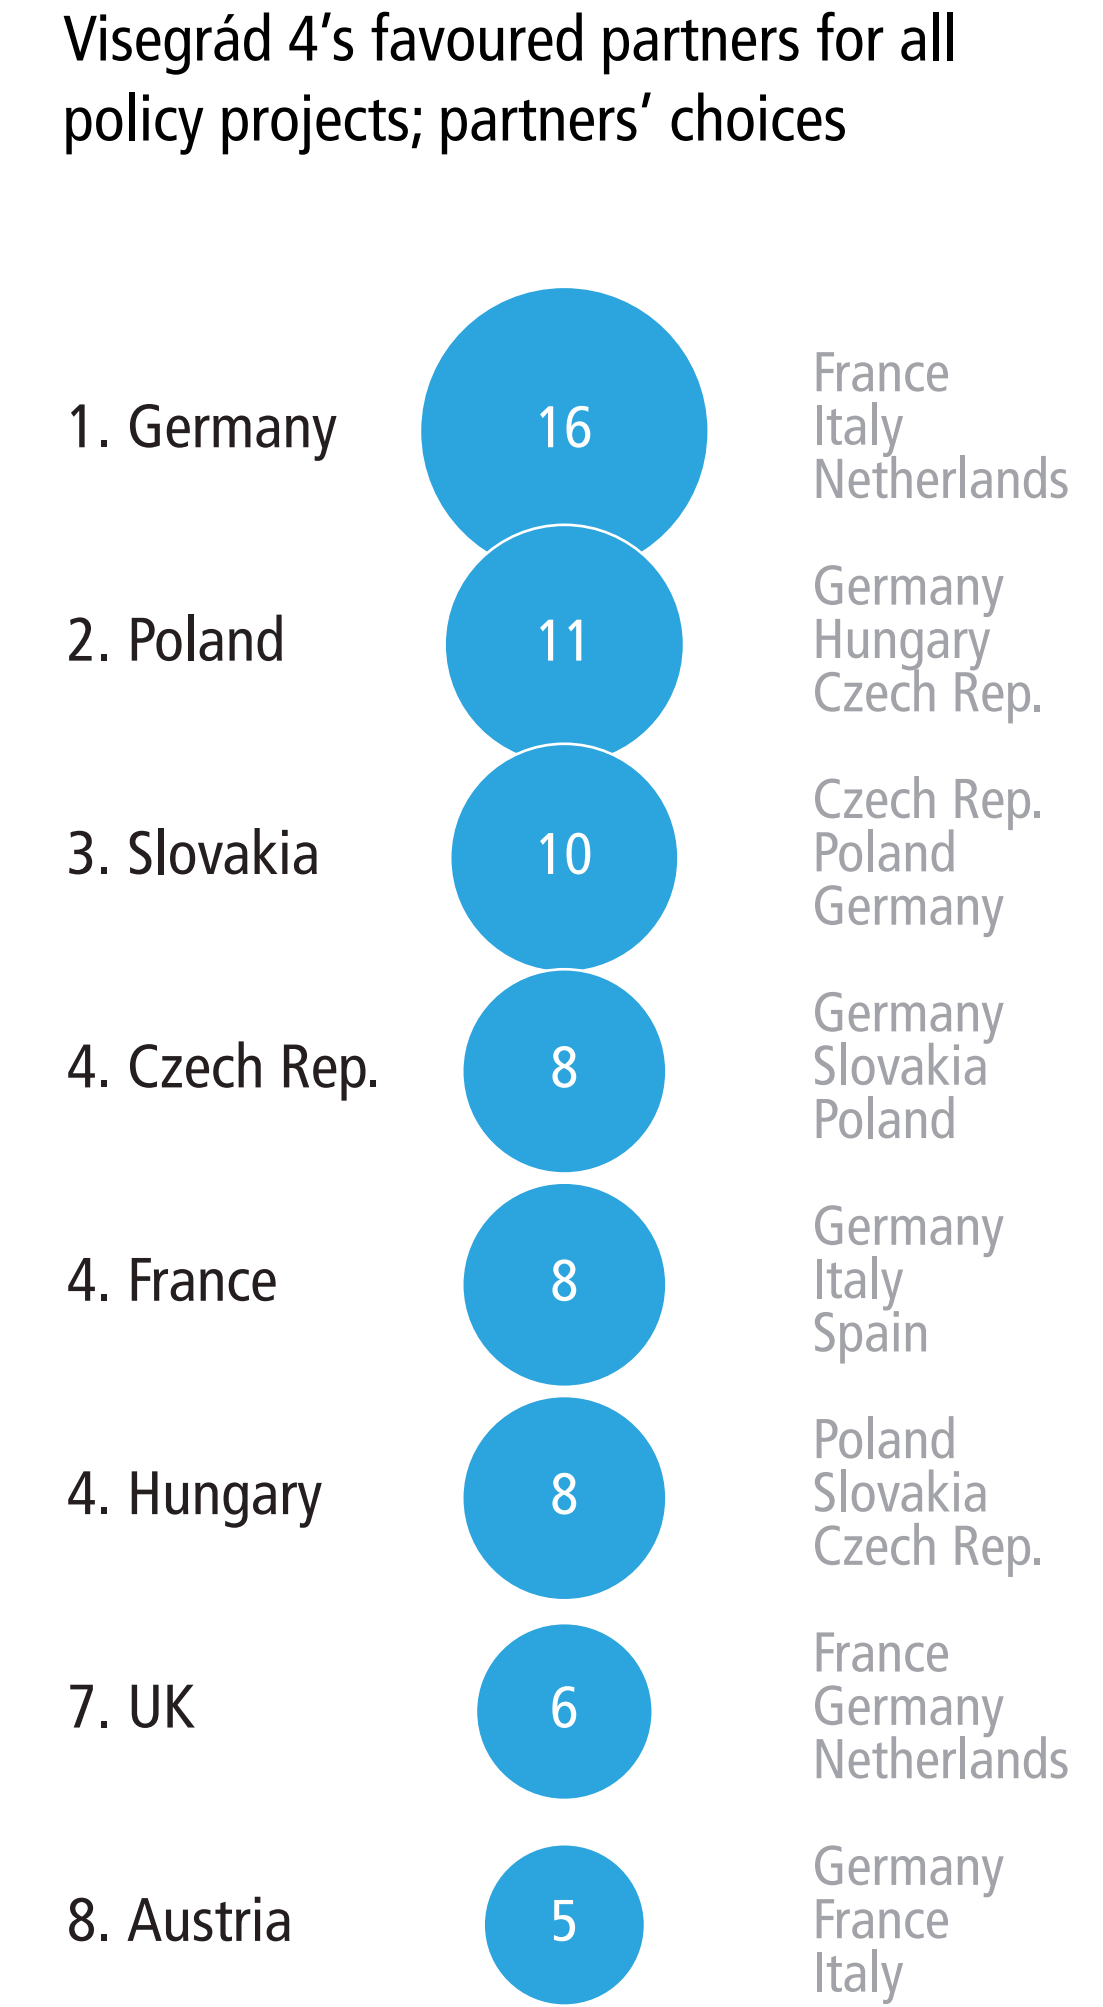 Visegrád 4’s favoured partners for all
policy projects; partners’ choices
1. Germany
16
France
Italy
Netherlands
2. Poland
11
Germany
Hungary
Czech Rep.
3. Slovakia
10
Czech Rep.
Poland
Germany
4. Czech Rep.
8
Germany
Slovakia
Poland
4. France
8
Germany
Italy
Spain
4. Hungary
8
Poland
Slovakia
Czech Rep.
7. UK
6
France
Germany
Netherlands
8. Austria
5
Germany
France
Italy